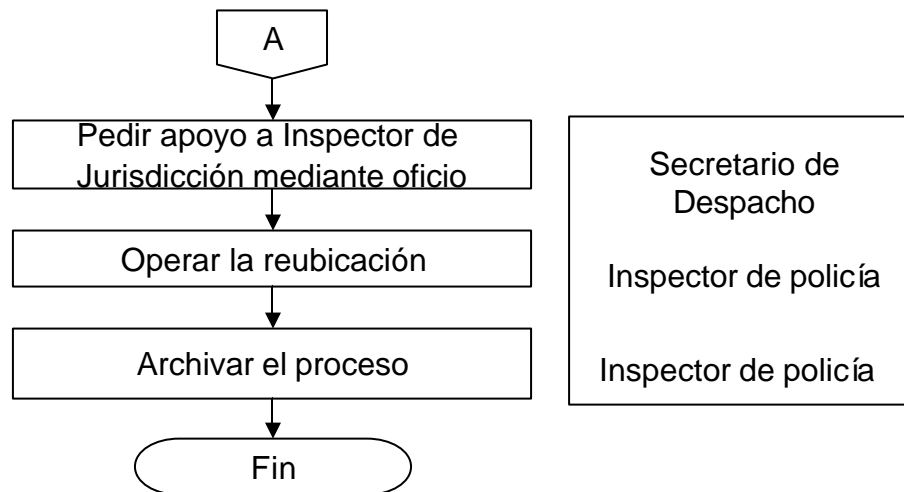 A
Pedir apoyo a Inspector de
Jurisdicción mediante oficio
Secretario de
Despacho
Operar la reubicación
Inspector de policía
Archivar el proceso
Inspector de policía
Fin